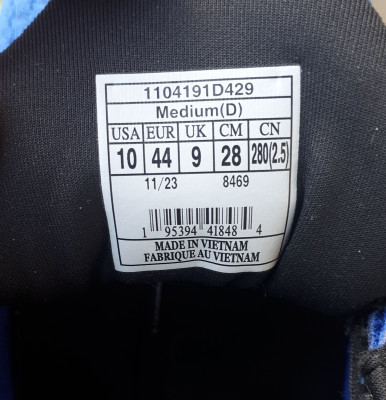 1104191D429
Medium(D)
USA EUR UK CM CN
10 44 9 28 280(2.5)
11/23 8469
1 95394 41848 4
MADE IN VIETNAM
FABRIQUE AU VIETNAM